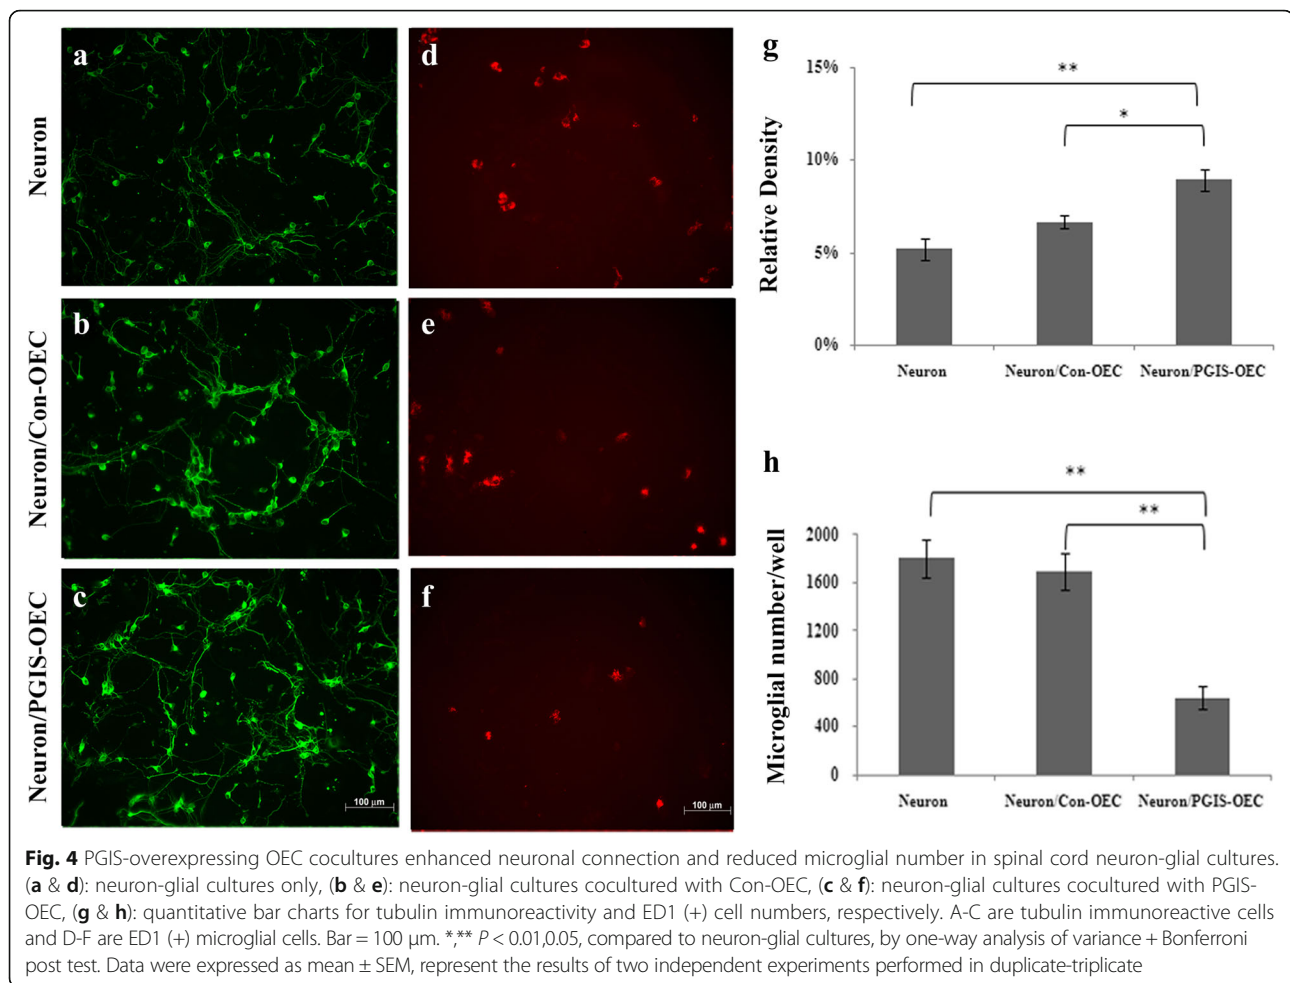 Neuron
a
d
Neuron/Con-OEC
b
e
Neuron/PGIS-OEC
c
100 µm
f
100 µm
g
Relative Density
15%
10%
5%
0%
**
*
Neuron Neuron/Con-OEC Neuron/PGIS-OEC
h
Microglial number/well
2000
1600
1200
800
400
0
**
**
Neuron Neuron/Con-OEC Neuron/PGIS-OEC
Fig. 4 PGIS-overexpressing OEC cocultures enhanced neuronal connection and reduced microglial number in spinal cord neuron-glial cultures.
(a & d): neuron-glial cultures only, (b & e): neuron-glial cultures cocultured with Con-OEC, (c & f): neuron-glial cultures cocultured with PGIS-
OEC, (g & h): quantitative bar charts for tubulin immunoreactivity and ED1 (+) cell numbers, respectively. A-C are tubulin immunoreactive cells
and D-F are ED1 (+) microglial cells. Bar = 100 µm. *,** P < 0.01,0.05, compared to neuron-glial cultures, by one-way analysis of variance + Bonferroni
post test. Data were expressed as mean ± SEM, represent the results of two independent experiments performed in duplicate-triplicate